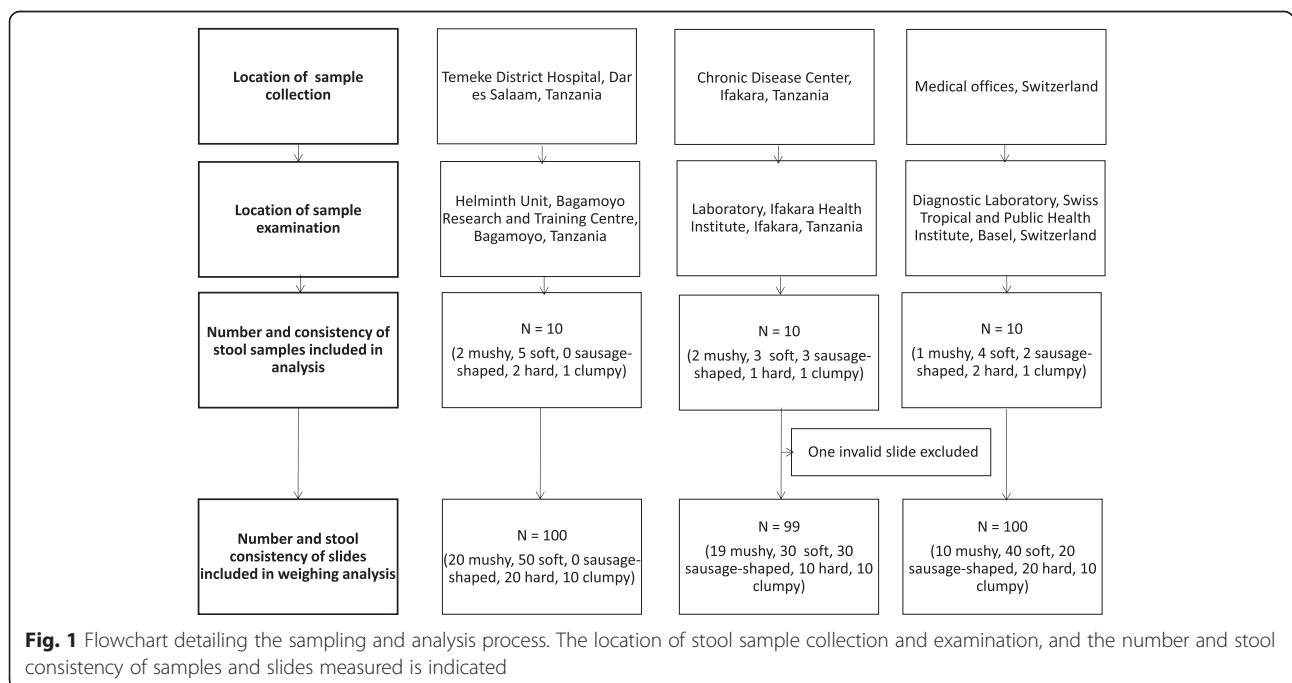 Location of sample
collection
Temeke District Hospital, Dar
es Salaam, Tanzania
Chronic Disease Center,
Ifakara, Tanzania
Medical offices, Switzerland
Location of sample
examination
Helminth Unit, Bagamoyo
Research and Training Centre,
Bagamoyo, Tanzania
Laboratory, Ifakara Health
Institute, Ifakara, Tanzania
Diagnostic Laboratory, Swiss
Tropical and Public Health
Institute, Basel, Switzerland
Number and consistency of
stool samples included in
analysis
N = 10
(2 mushy, 5 soft, 0 sausage-
shaped, 2 hard, 1 clumpy)
N = 10
(2 mushy, 3 soft, 3 sausage-
shaped, 1 hard, 1 clumpy)
N = 10
(1 mushy, 4 soft, 2 sausage-
shaped, 2 hard, 1 clumpy)
One invalid slide excluded
Number and stool
consistency of slides
included in weighing analysis
N = 100
(20 mushy, 50 soft, 0 sausage-
shaped, 20 hard, 10 clumpy)
N = 99
(19 mushy, 30 soft, 30
sausage-shaped, 10 hard, 10
clumpy)
N = 100
(10 mushy, 40 soft, 20
sausage-shaped, 20 hard, 10
clumpy)
Fig. 1 Flowchart detailing the sampling and analysis process. The location of stool sample collection and examination, and the number and stool
consistency of samples and slides measured is indicated